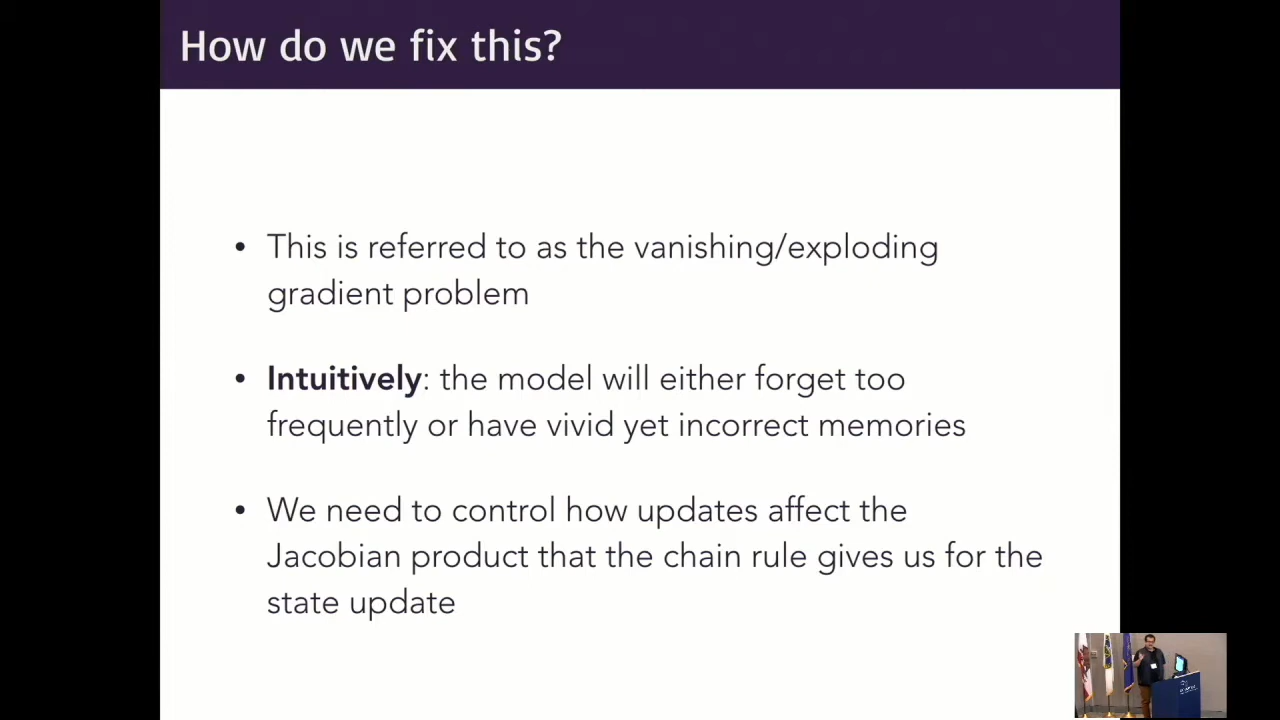 How do we fix this?
• This is referred to as the vanishing/exploding
gradient problem
• Intuitively: the model will either forget too
frequently or have vivid yet incorrect memories
• We need to control how updates affect the
Jacobian product that the chain rule gives us for the
state update